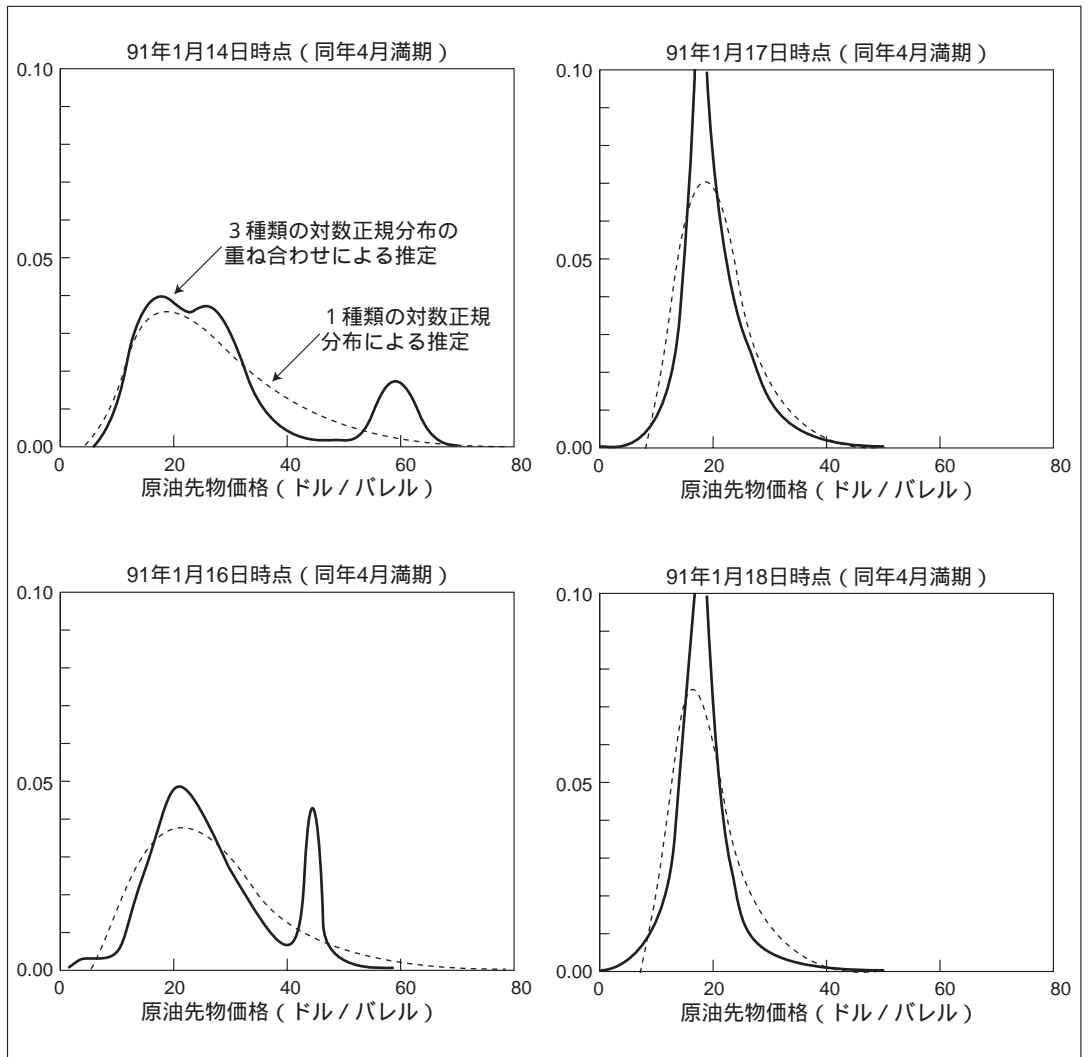 91年1月14日時点（同年4月満期）
0.10
0.05
0.00
0 20 40 60 80
原油先物価格（ドル／バレル）
３種類の対数正規分布の
重ね合わせによる推定
１種類の対数正規
分布による推定
91年1月17日時点（同年4月満期）
0.10
0.05
0.00
0 20 40 60 80
原油先物価格（ドル／バレル）
91年1月16日時点（同年4月満期）
0.10
0.05
0.00
0 20 40 60 80
原油先物価格（ドル／バレル）
91年1月18日時点（同年4月満期）
0.10
0.05
0.00
0 20 40 60 80
原油先物価格（ドル／バレル）